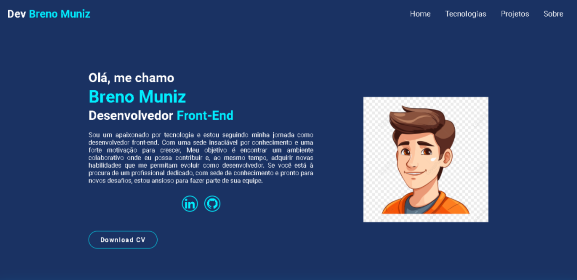 Dev Breno Muniz
Home Tecnologias Projetos Sobre
Olá, me chamo
Breno Muniz
Desenvolvedor Front-End
Sou um apaixonado por tecnologia e estou seguindo minha jornada como
desenvolvedor front-end. Com uma sede insaciável por conhecimento e uma
forte motivação para crescer, Meu objetivo é encontrar um ambiente
colaborativo onde eu possa contribuir e, ao mesmo tempo, adquirir novas
habilidades que me permitam evoluir como desenvolvedor. Se você está à
procura de um profissional dedicado, com sede de conhecimento e pronto para
novos desafios, estou ansioso para fazer parte de sua equipe.
in
Download CV